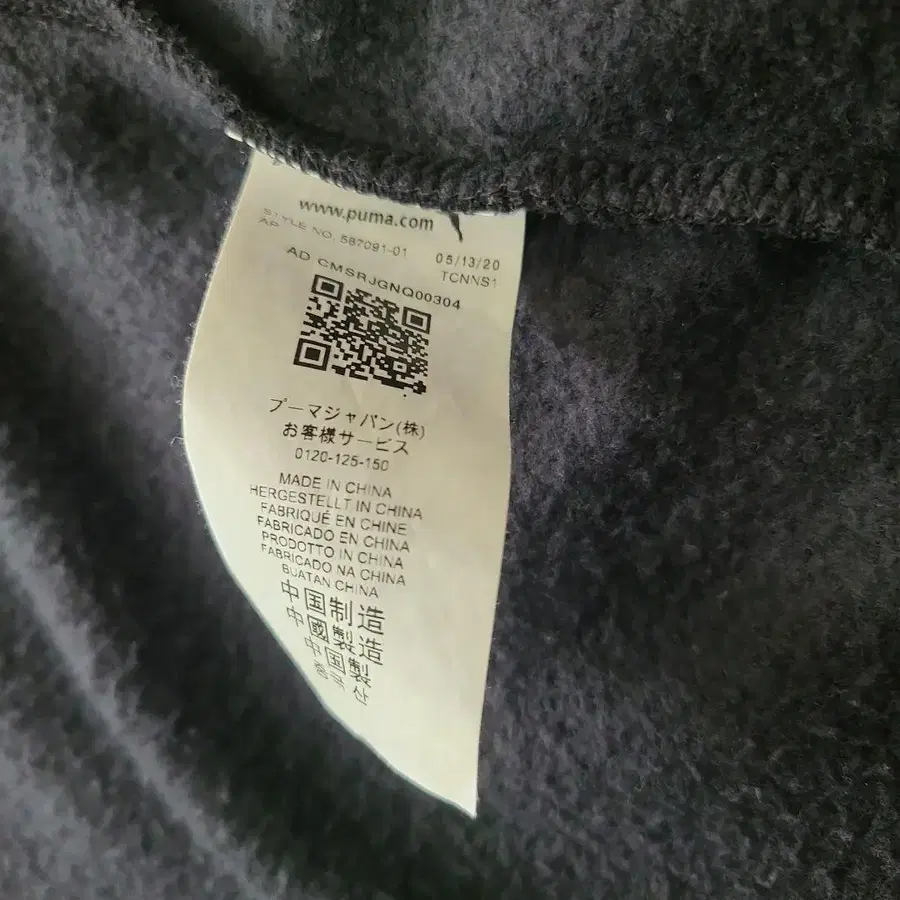 www.puma.com
STYLE NO. 587091-01 05/13/20
AP TCNNS1
AD CMSRJGNQ00304
プーマジャパン(株)
お客様サービス
0120-125-150
MADE IN CHINA
HERGESTELLT IN CHINA
FABRIQUÉ EN CHINE
FABRICADO EN CHINA
PRODOTTO IN CHINA
FABRICADO NA CHINA
BUATAN CHINA
中国制造
中國製造
中国製
중국산